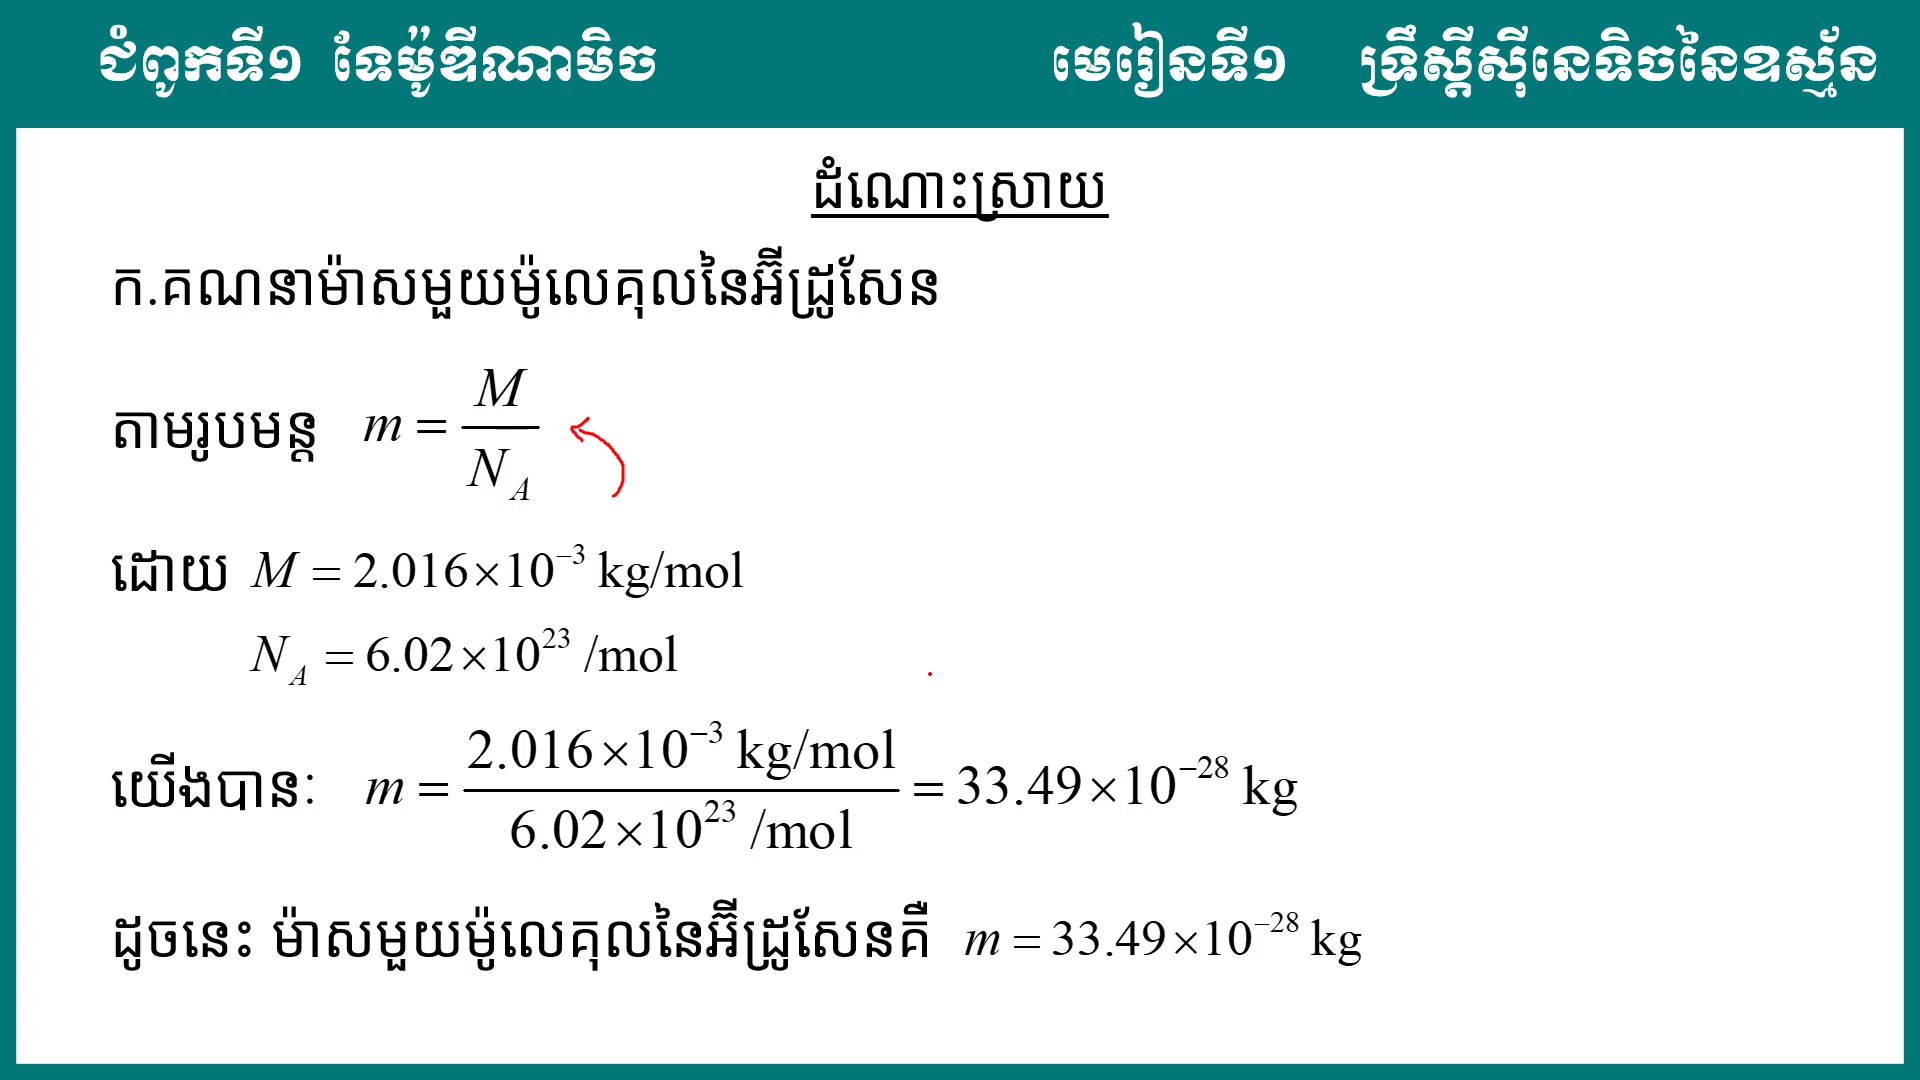 ជំពូកទី១ ទែម៉ូឌីណាមិច មេរៀនទី១ ទ្រឹស្តីស៊ីនេទិចនៃឧស្ម័ន
ដំណោះស្រាយ
ក.គណនាម៉ាសមួយម៉ូលេគុលនៃអ៊ីដ្រូសែន
តាមរូបមន្ត m = M / N_A
ដោយ M = 2.016×10⁻³ kg/mol
N_A = 6.02×10²³ /mol
យើងបានៈ m = 2.016×10⁻³ kg/mol / 6.02×10²³ /mol = 33.49×10⁻²⁸ kg
ដូចនេះ ម៉ាសមួយម៉ូលេគុលនៃអ៊ីដ្រូសែនគឺ m = 33.49×10⁻²⁸ kg